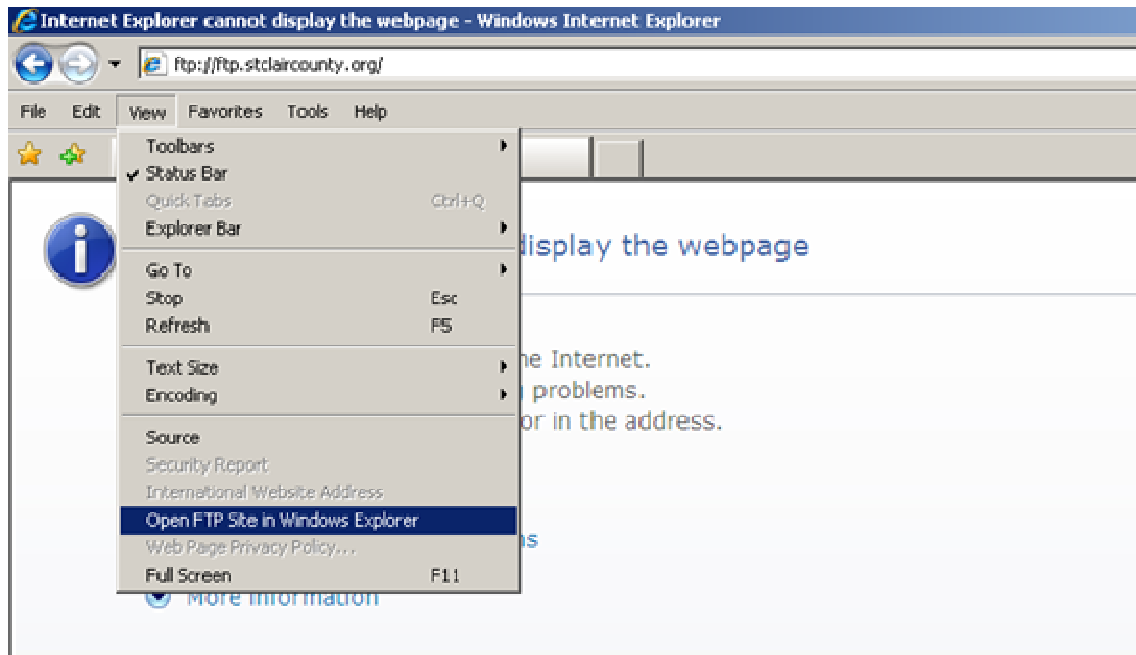 Internet Explorer cannot display the webpage - Windows Internet Explorer
ftp://ftp.stclaircounty.org/
File Edit View Favorites Tools Help
Toolbars
Status Bar
Quick Tabs Ctrl+Q
Explorer Bar
display the webpage
Go To
Stop Esc
Refresh F5
he Internet.
Text Size
problems.
Encoding
or in the address.
Source
Security Report
International Website Address
Open FTP Site in Windows Explorer
Web Page Privacy Policy...
Full Screen F11
More information